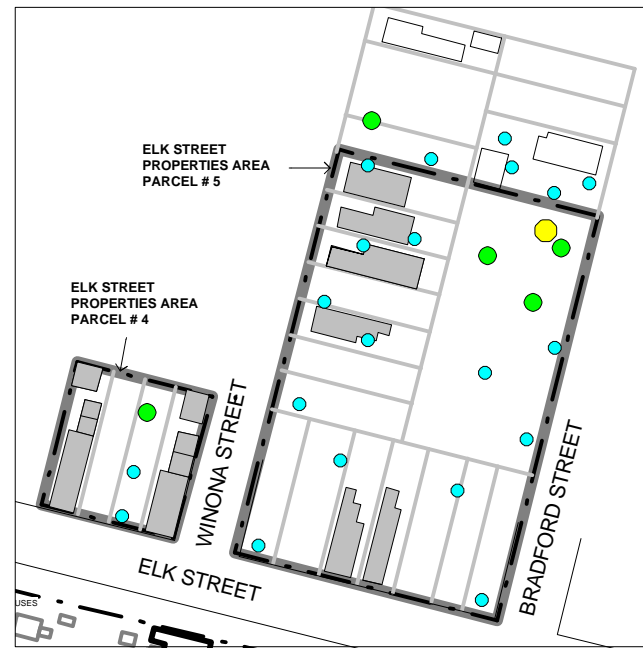 ELK STREET
PROPERTIES AREA
PARCEL # 5
ELK STREET
PROPERTIES AREA
PARCEL # 4
WINONA STREET
BRADFORD STREET
ELK STREET
USES